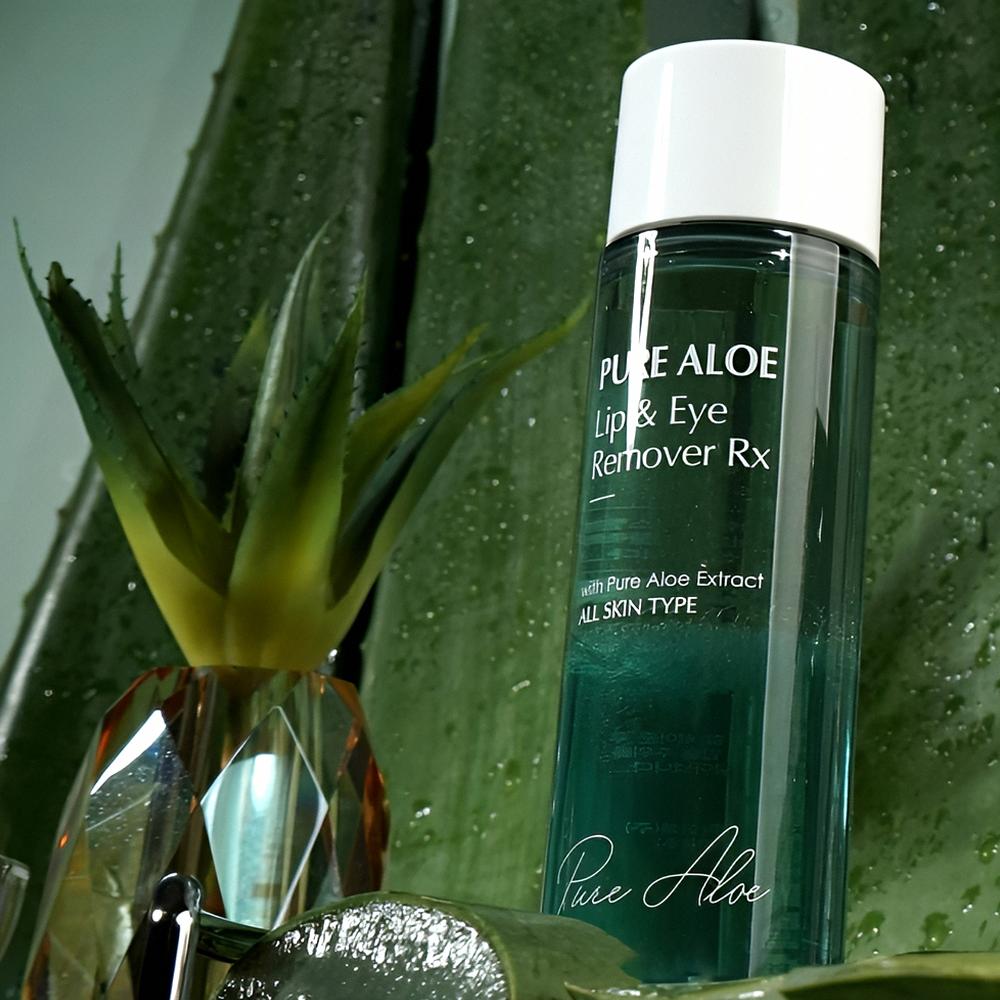 PURE ALOE
Lip & Eye
Remover Rx
with Pure Aloe Extract
ALL SKIN TYPE
Pure Aloe